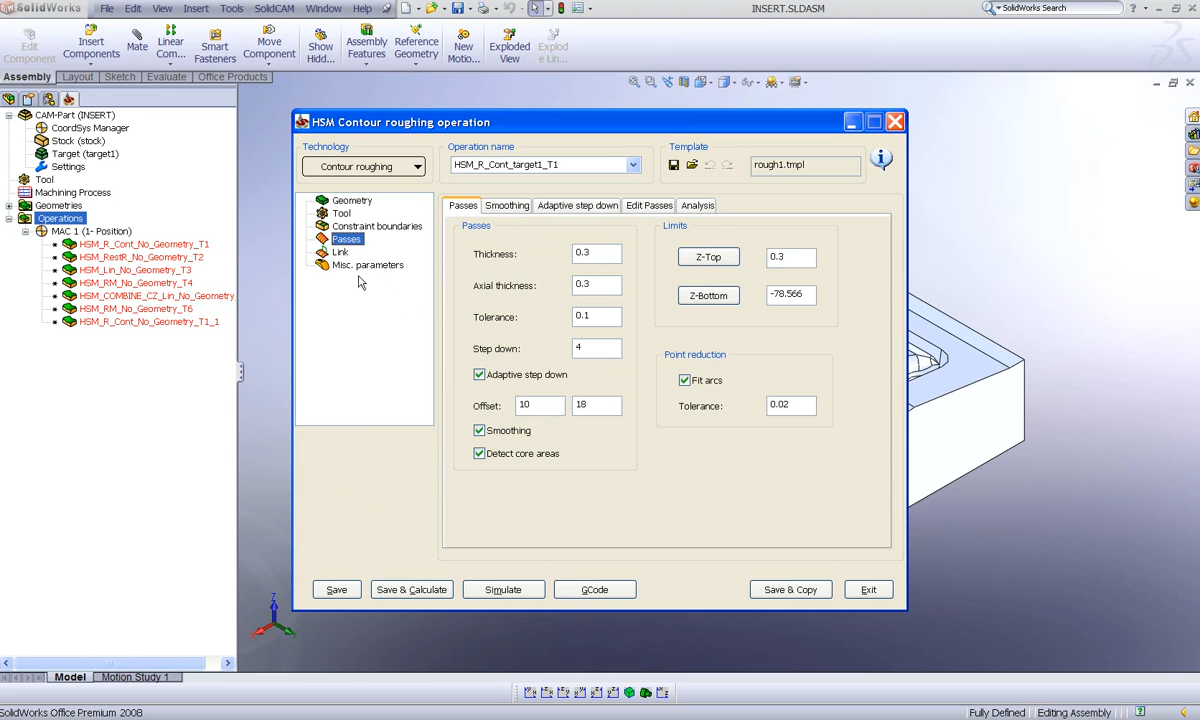 SolidWorks
File Edit View Insert Tools SolidCAM Window Help
INSERT.SLDASM
SolidWorks Search
Edit Component
Insert Components
Mate
Linear Com...
Smart Fasteners
Move Component
Show Hidd...
Assembly Features
Reference Geometry
New Motio...
Exploded View
Explod e Lin...
Assembly Layout Sketch Evaluate Office Products
CAM-Part (INSERT)
CoordSys Manager
Stock (stock)
Target (target1)
Settings
Tool
Machining Process
Geometries
Operations
MAC 1 (1- Position)
HSM_R_Cont_No_Geometry_T1
HSM_RestR_No_Geometry_T2
HSM_Lin_No_Geometry_T3
HSM_RM_No_Geometry_T4
HSM_COMBINE_CZ_Lin_No_Geometry_
HSM_RM_No_Geometry_T6
HSM_R_Cont_No_Geometry_T1_1
HSM Contour roughing operation
Technology
Contour roughing
Operation name
HSM_R_Cont_target1_T1
Template
rough1.tmpl
Geometry
Tool
Constraint boundaries
Passes
Link
Misc. parameters
Passes Smoothing Adaptive step down Edit Passes Analysis
Passes
Thickness: 0.3
Axial thickness: 0.3
Tolerance: 0.1
Step down: 4
Adaptive step down
Offset: 10 18
Smoothing
Detect core areas
Limits
Z-Top 0.3
Z-Bottom -78.566
Point reduction
Fit arcs
Tolerance: 0.02
Save Save & Calculate Simulate GCode Save & Copy Exit
Z
Model Motion Study 1
SolidWorks Office Premium 2008
Fully Defined Editing Assembly